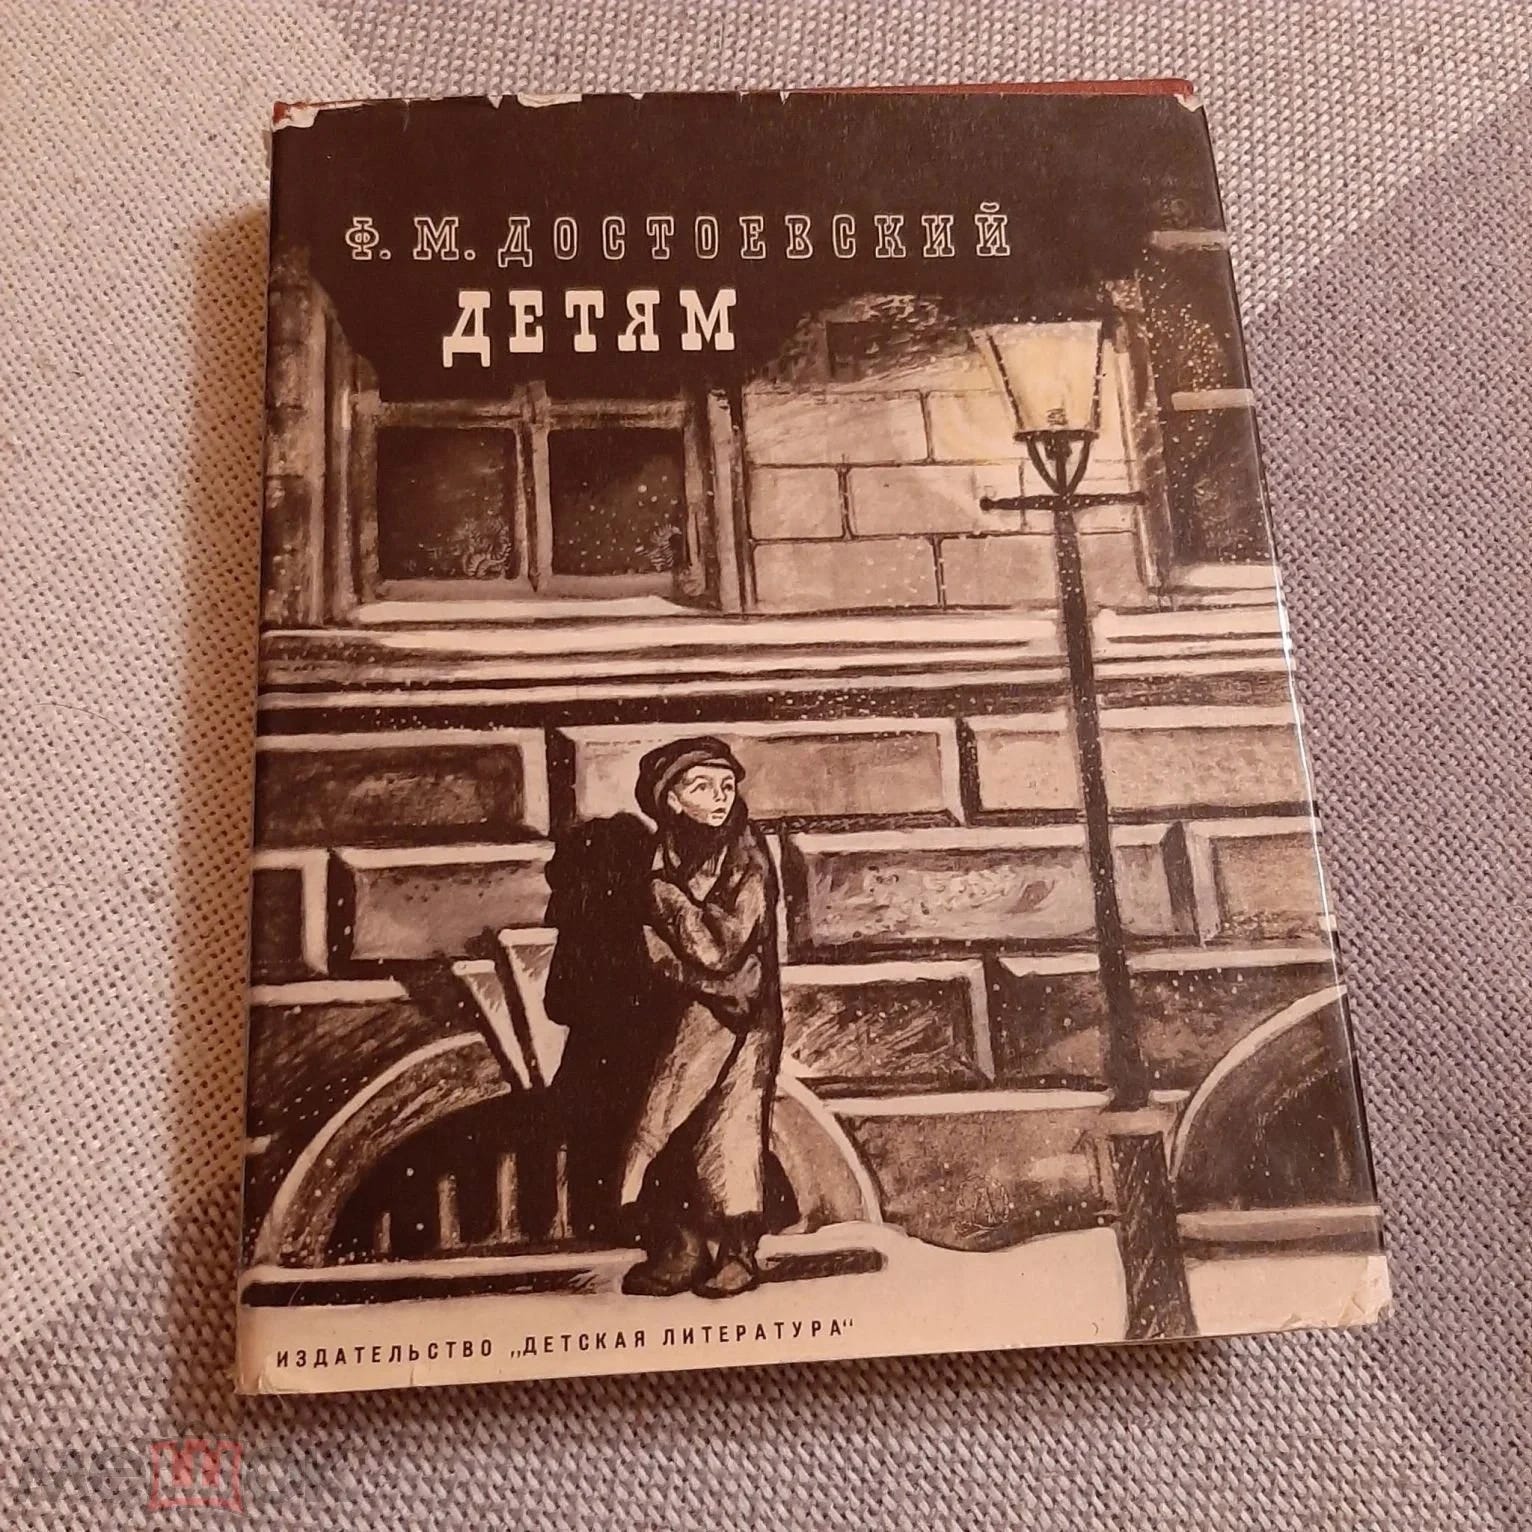 Ф. М. ДОСТОЕВСКИЙ
ДЕТЯМ
ИЗДАТЕЛЬСТВО „ДЕТСКАЯ ЛИТЕРАТУРА“